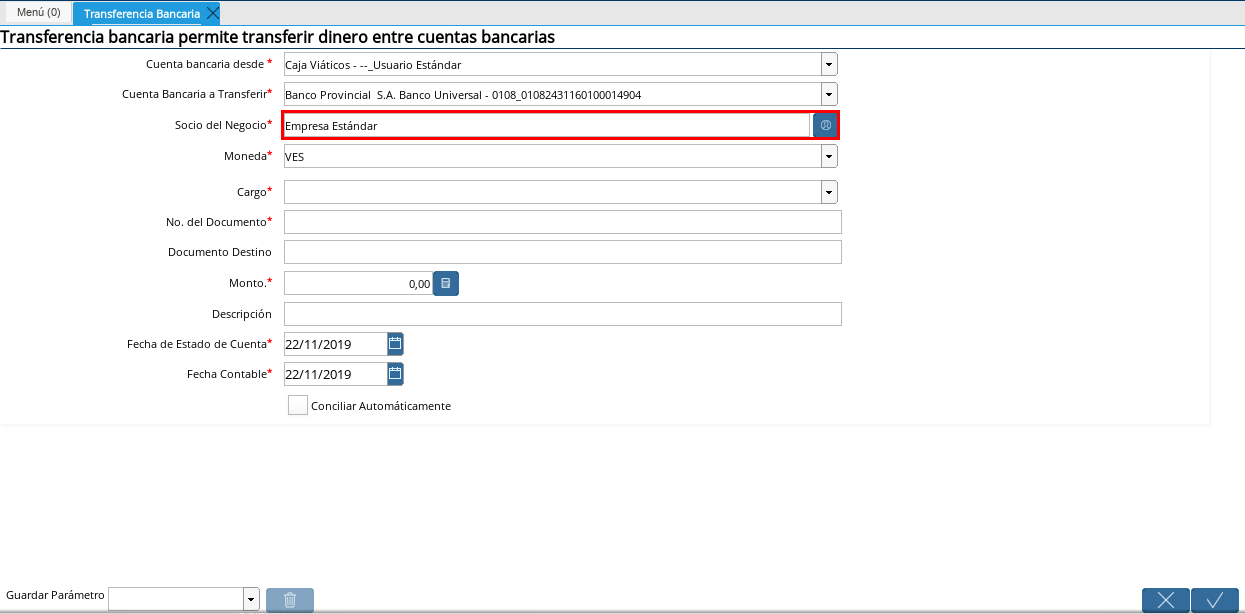 Menú (0)
Transferencia Bancaria
Transferencia bancaria permite transferir dinero entre cuentas bancarias
Cuenta bancaria desde * Caja Viáticos - --_Usuario Estándar
Cuenta Bancaria a Transferir* Banco Provincial S.A. Banco Universal - 0108_01082431160100014904
Socio del Negocio* Empresa Estándar
Moneda* VES
Cargo*
No. del Documento*
Documento Destino
Monto.* 0,00
Descripción
Fecha de Estado de Cuenta* 22/11/2019
Fecha Contable* 22/11/2019
Conciliar Automáticamente
Guardar Parámetro